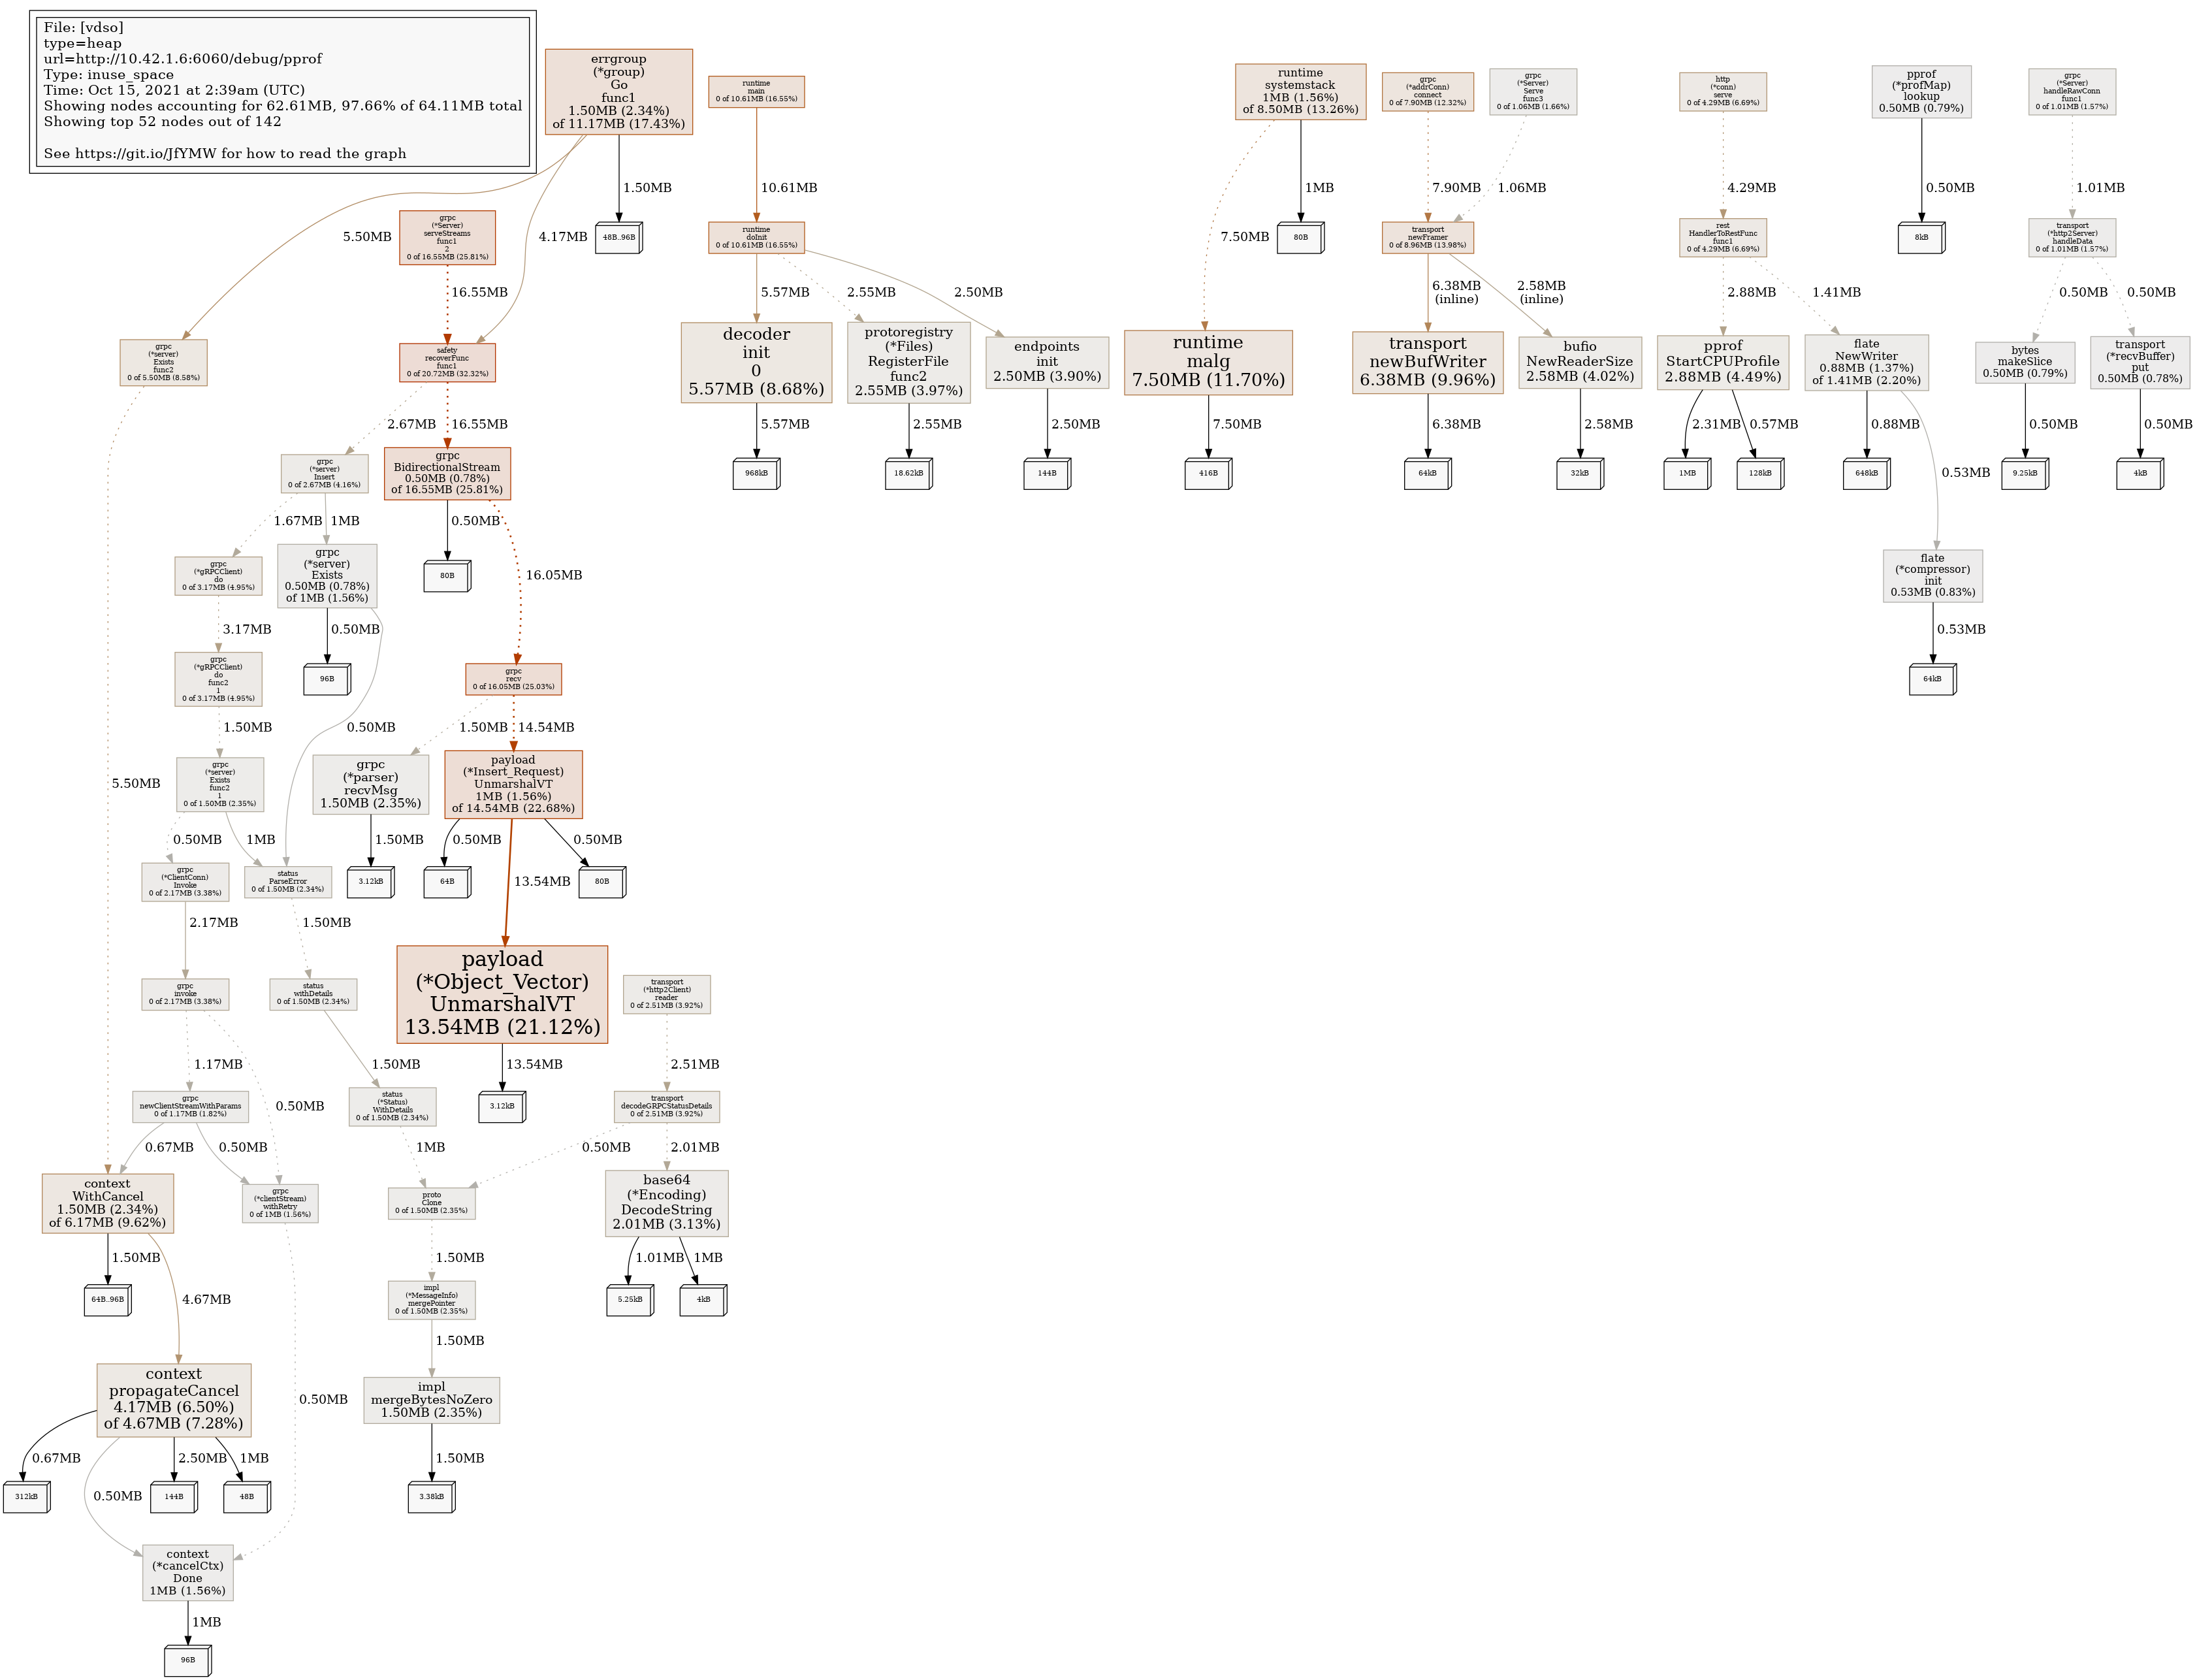 File: [vdso]
type=heap
url=http://10.42.1.6:6060/debug/pprof
Type: inuse_space
Time: Oct 15, 2021 at 2:39am (UTC)
Showing nodes accounting for 62.61MB, 97.66% of 64.11MB total
Showing top 52 nodes out of 142
See https://git.io/JfYMW for how to read the graph
errgroup
(*group)
Go
func1
1.50MB (2.34%)
of 11.17MB (17.43%)
runtime
main
0 of 10.61MB (16.55%)
runtime
systemstack
1MB (1.56%)
of 8.50MB (13.26%)
grpc
(*addrConn)
connect
0 of 7.90MB (12.32%)
grpc
(*Server)
Serve
func3
0 of 1.06MB (1.66%)
http
(*conn)
serve
0 of 4.29MB (6.69%)
pprof
(*profMap)
lookup
0.50MB (0.79%)
grpc
(*Server)
handleRawConn
func1
0 of 1.01MB (1.57%)
5.50MB
4.17MB
1.50MB
10.61MB
7.50MB
1MB
7.90MB
1.06MB
4.29MB
0.50MB
1.01MB
grpc
(*Server)
serveStreams
func1
2
0 of 16.55MB (25.81%)
48B..96B
runtime
doInit
0 of 10.61MB (16.55%)
80B
transport
newFramer
0 of 8.96MB (13.98%)
rest
HandlerToRestFunc
func1
0 of 4.29MB (6.69%)
8kB
transport
(*http2Server)
handleData
0 of 1.01MB (1.57%)
16.55MB
5.57MB
2.55MB
2.50MB
6.38MB
(inline)
2.58MB
(inline)
2.88MB
1.41MB
0.50MB
0.50MB
grpc
(*server)
Exists
func2
0 of 5.50MB (8.58%)
safety
recoverFunc
func1
0 of 20.72MB (32.32%)
decoder
init
0
5.57MB (8.68%)
protoregistry
(*Files)
RegisterFile
func2
2.55MB (3.97%)
endpoints
init
2.50MB (3.90%)
runtime
malg
7.50MB (11.70%)
transport
newBufWriter
6.38MB (9.96%)
bufio
NewReaderSize
2.58MB (4.02%)
pprof
StartCPUProfile
2.88MB (4.49%)
flate
NewWriter
0.88MB (1.37%)
of 1.41MB (2.20%)
bytes
makeSlice
0.50MB (0.79%)
transport
(*recvBuffer)
put
0.50MB (0.78%)
2.67MB
16.55MB
5.57MB
2.55MB
2.50MB
7.50MB
6.38MB
2.58MB
2.31MB
0.57MB
0.88MB
0.53MB
0.50MB
0.50MB
grpc
(*server)
Insert
0 of 2.67MB (4.16%)
grpc
BidirectionalStream
0.50MB (0.78%)
of 16.55MB (25.81%)
968kB
18.62kB
144B
416B
64kB
32kB
1MB
128kB
648kB
9.25kB
4kB
1.67MB
1MB
0.50MB
16.05MB
grpc
(*gRPCClient)
do
0 of 3.17MB (4.95%)
grpc
(*server)
Exists
0.50MB (0.78%)
of 1MB (1.56%)
80B
flate
(*compressor)
init
0.53MB (0.83%)
3.17MB
0.50MB
0.53MB
grpc
(*gRPCClient)
do
func2
1
0 of 3.17MB (4.95%)
96B
grpc
recv
0 of 16.05MB (25.03%)
64kB
1.50MB
0.50MB
1.50MB
14.54MB
5.50MB
grpc
(*server)
Exists
func2
1
0 of 1.50MB (2.35%)
grpc
(*parser)
recvMsg
1.50MB (2.35%)
payload
(*Insert_Request)
UnmarshalVT
1MB (1.56%)
of 14.54MB (22.68%)
0.50MB
1MB
1.50MB
0.50MB
13.54MB
0.50MB
grpc
(*ClientConn)
Invoke
0 of 2.17MB (3.38%)
status
ParseError
0 of 1.50MB (2.34%)
3.12kB
64B
80B
2.17MB
1.50MB
grpc
invoke
0 of 2.17MB (3.38%)
status
withDetails
0 of 1.50MB (2.34%)
payload
(*Object_Vector)
UnmarshalVT
13.54MB (21.12%)
transport
(*http2Client)
reader
0 of 2.51MB (3.92%)
1.17MB
0.50MB
1.50MB
13.54MB
2.51MB
grpc
newClientStreamWithParams
0 of 1.17MB (1.82%)
status
(*Status)
WithDetails
0 of 1.50MB (2.34%)
3.12kB
transport
decodeGRPCStatusDetails
0 of 2.51MB (3.92%)
0.67MB
0.50MB
1MB
0.50MB
2.01MB
context
WithCancel
1.50MB (2.34%)
of 6.17MB (9.62%)
grpc
(*clientStream)
withRetry
0 of 1MB (1.56%)
proto
Clone
0 of 1.50MB (2.35%)
base64
(*Encoding)
DecodeString
2.01MB (3.13%)
1.50MB
4.67MB
1.50MB
1.01MB
1MB
64B..96B
impl
(*MessageInfo)
mergePointer
0 of 1.50MB (2.35%)
5.25kB
4kB
1.50MB
context
propagateCancel
4.17MB (6.50%)
of 4.67MB (7.28%)
0.50MB
impl
mergeBytesNoZero
1.50MB (2.35%)
0.67MB
0.50MB
2.50MB
1MB
1.50MB
312kB
144B
48B
3.38kB
context
(*cancelCtx)
Done
1MB (1.56%)
1MB
96B